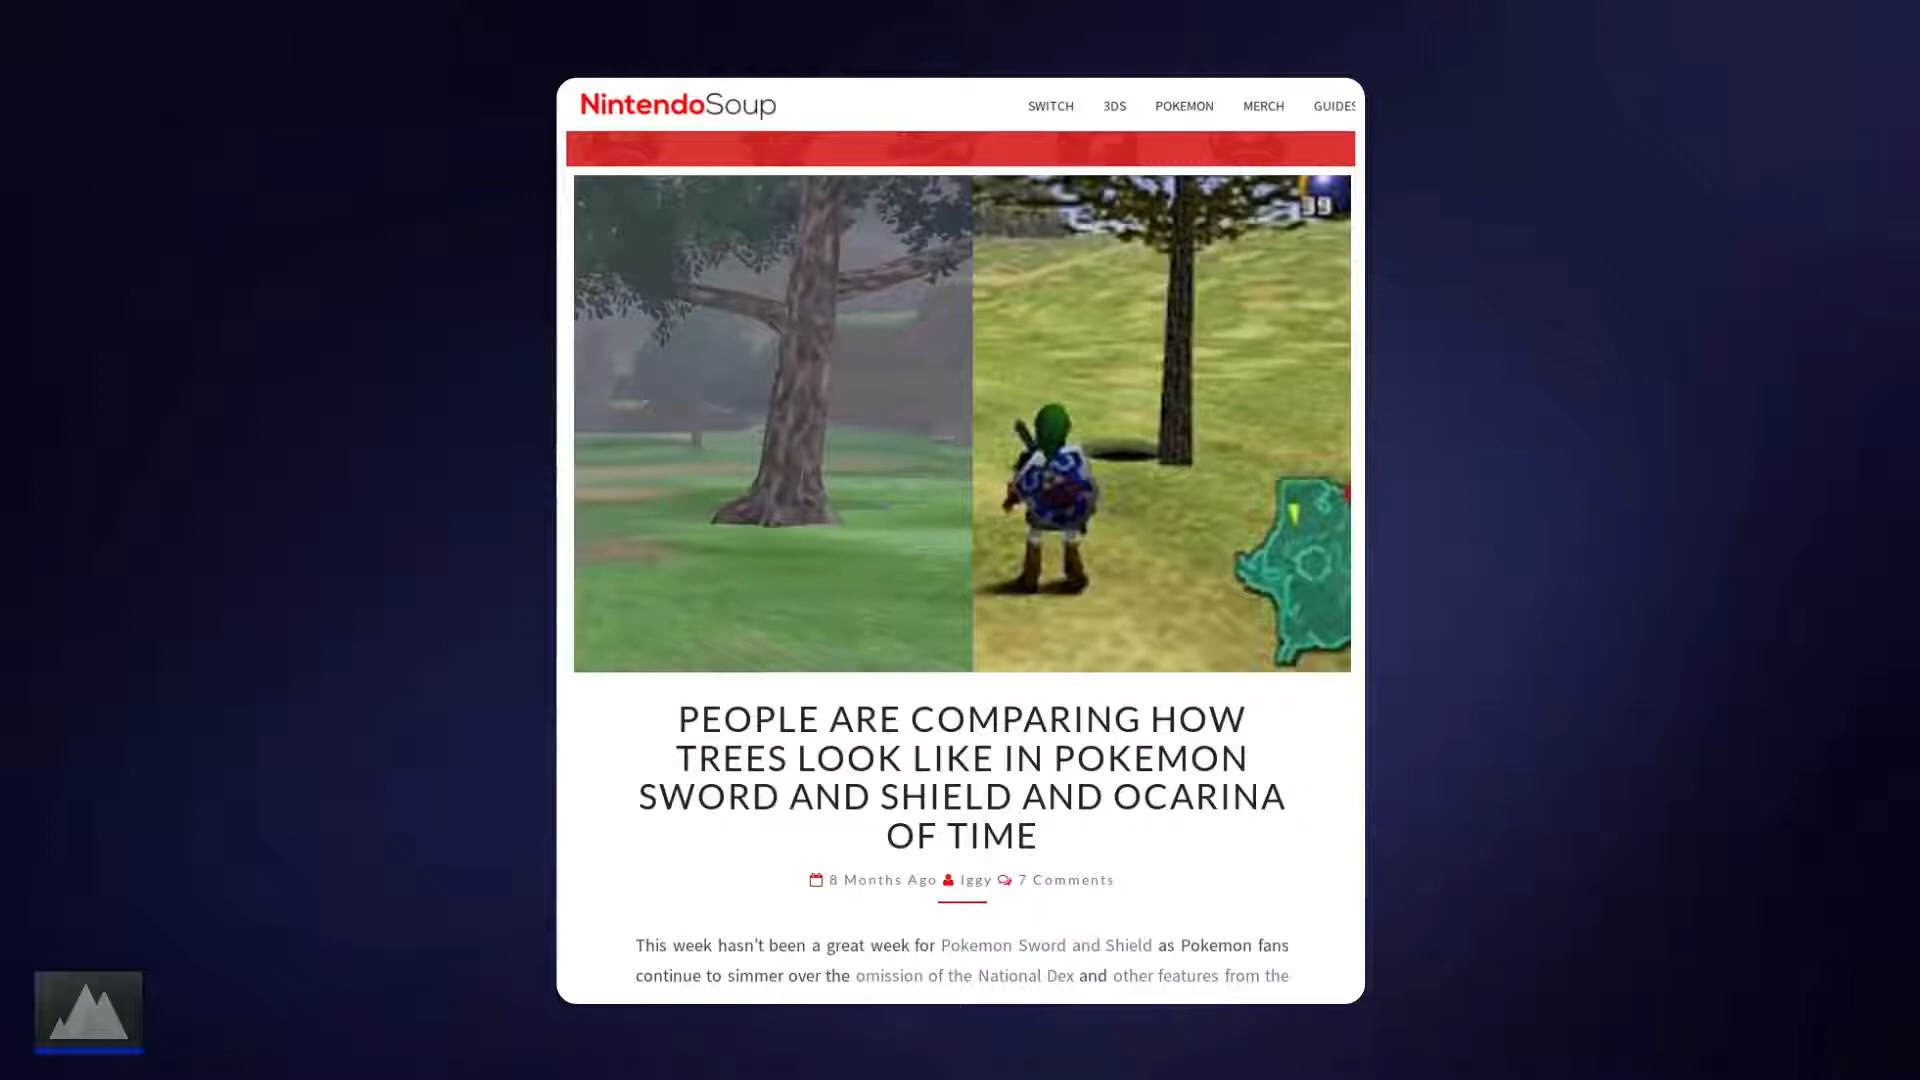 NintendoSoup
SWITCH 3DS POKEMON MERCH GUIDES
99
PEOPLE ARE COMPARING HOW
TREES LOOK LIKE IN POKEMON
SWORD AND SHIELD AND OCARINA
OF TIME
8 Months Ago Iggy 7 Comments
This week hasn't been a great week for Pokemon Sword and Shield as Pokemon fans
continue to simmer over the omission of the National Dex and other features from the